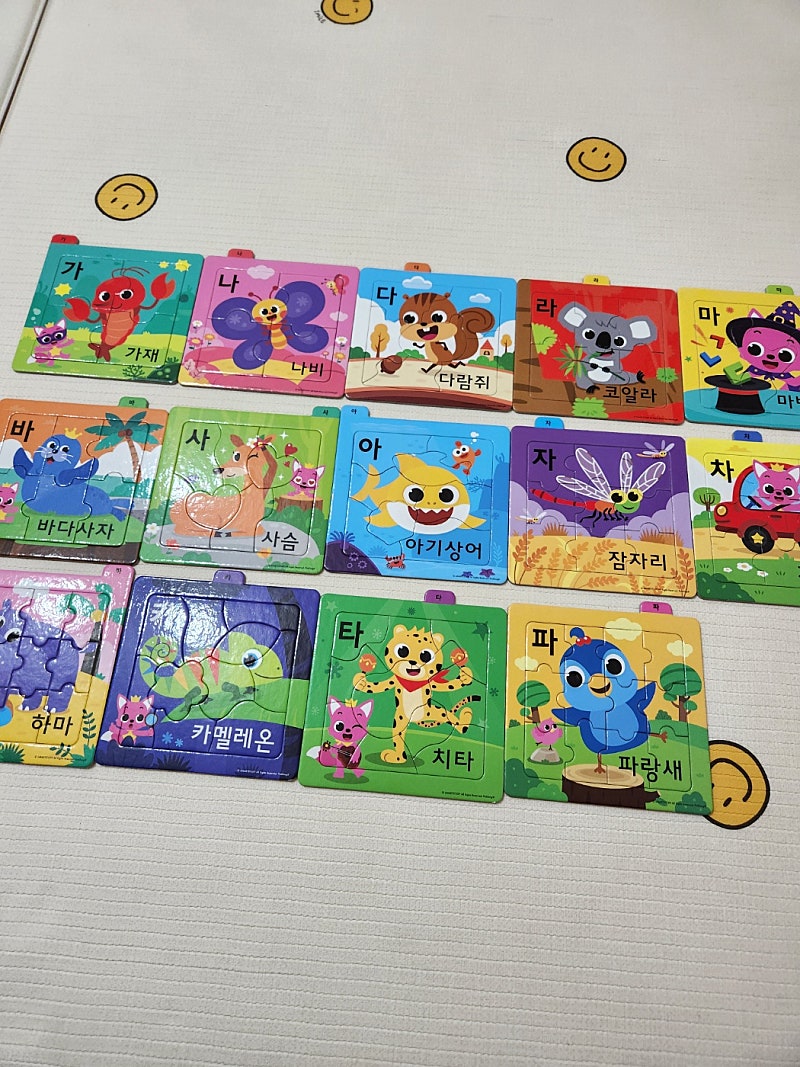 가
가재
나
나비
다
다람쥐
라
코알라
마
바
바다사자
사
사슴
아
아기상어
자
잠자리
차
하마
카멜레온
타
치타
파
파랑새